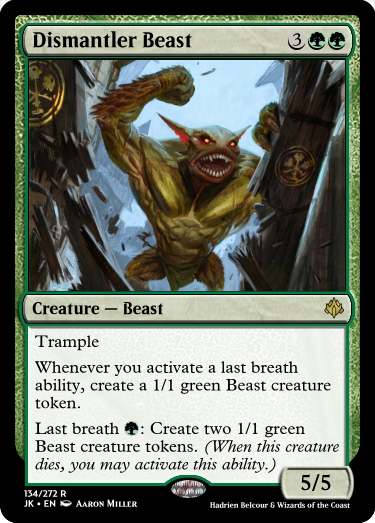 Dismantler Beast 3
Creature — Beast
Trample
Whenever you activate a last breath
ability, create a 1/1 green Beast creature
token.
Last breath : Create two 1/1 green
Beast creature tokens. (When this creature
dies, you may activate this ability.)
5/5
134/272 R
JK • EN Aaron Miller
Hadrien Belcour & Wizards of the Coast